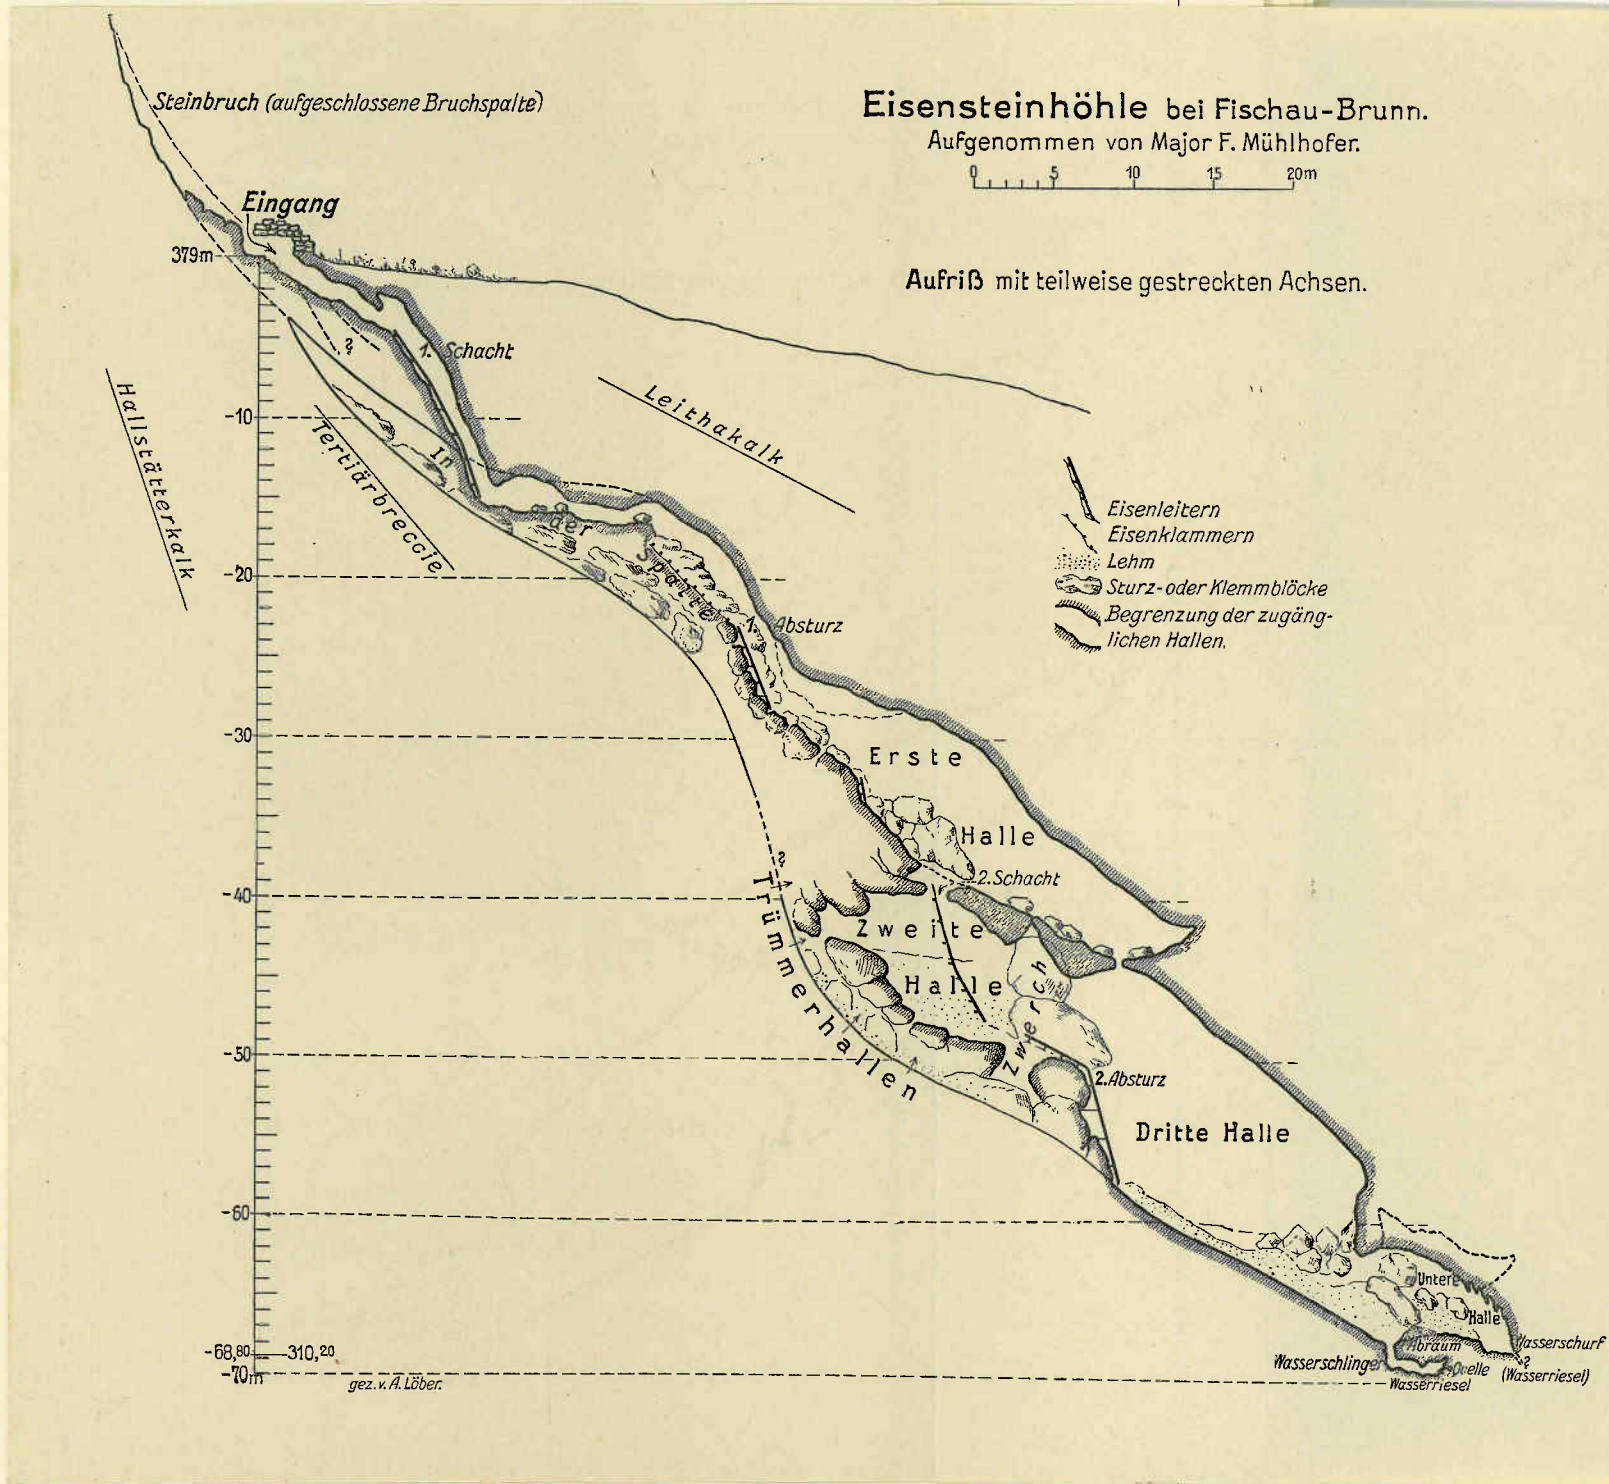 Steinbruch (aufgeschlossene Bruchspalte)
Eisensteinhöhle bei Fischau-Brunn.
Aufgenommen von Major F. Mühlhofer.
0 5 10 15 20m
Aufriß mit teilweise gestreckten Achsen.
Eingang
379m
?
1. Schacht
Leithakalk
Hallstätterkalk
Tertiärbreccie
-10
In der Spalte
-20
1. Absturz
Eisenleitern
Eisenklammern
Lehm
Sturz- oder Klemmblöcke
Begrenzung der zugäng-
lichen Hallen.
-30
Erste
Halle
?
2. Schacht
-40
Trümmerhallen
Zweite
Halle
Zwerch
-50
2. Absturz
Dritte Halle
-60
Untere
Halle
-68,80 310,20
-70m
gez. v. A. Löber.
Abraum
Wasserschurf
?
(Wasserriesel)
Wasserschlinger
Quelle
Wasserriesel